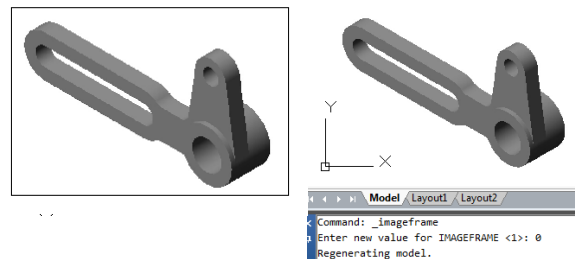 Y
X
Model Layout1 Layout2
Command: _imageframe
Enter new value for IMAGEFRAME <1>: 0
Regenerating model.